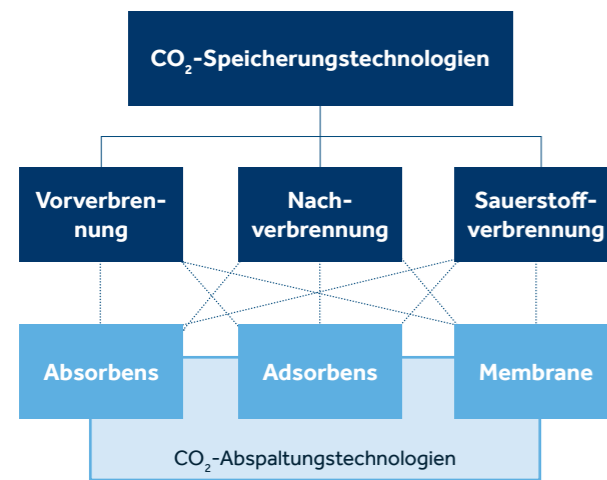 CO₂-Speicherungstechnologien
Vorverbren-
nung
Nach-
verbrennung
Sauerstoff-
verbrennung
Absorbens
Adsorbens
Membrane
CO₂-Abspaltungstechnologien